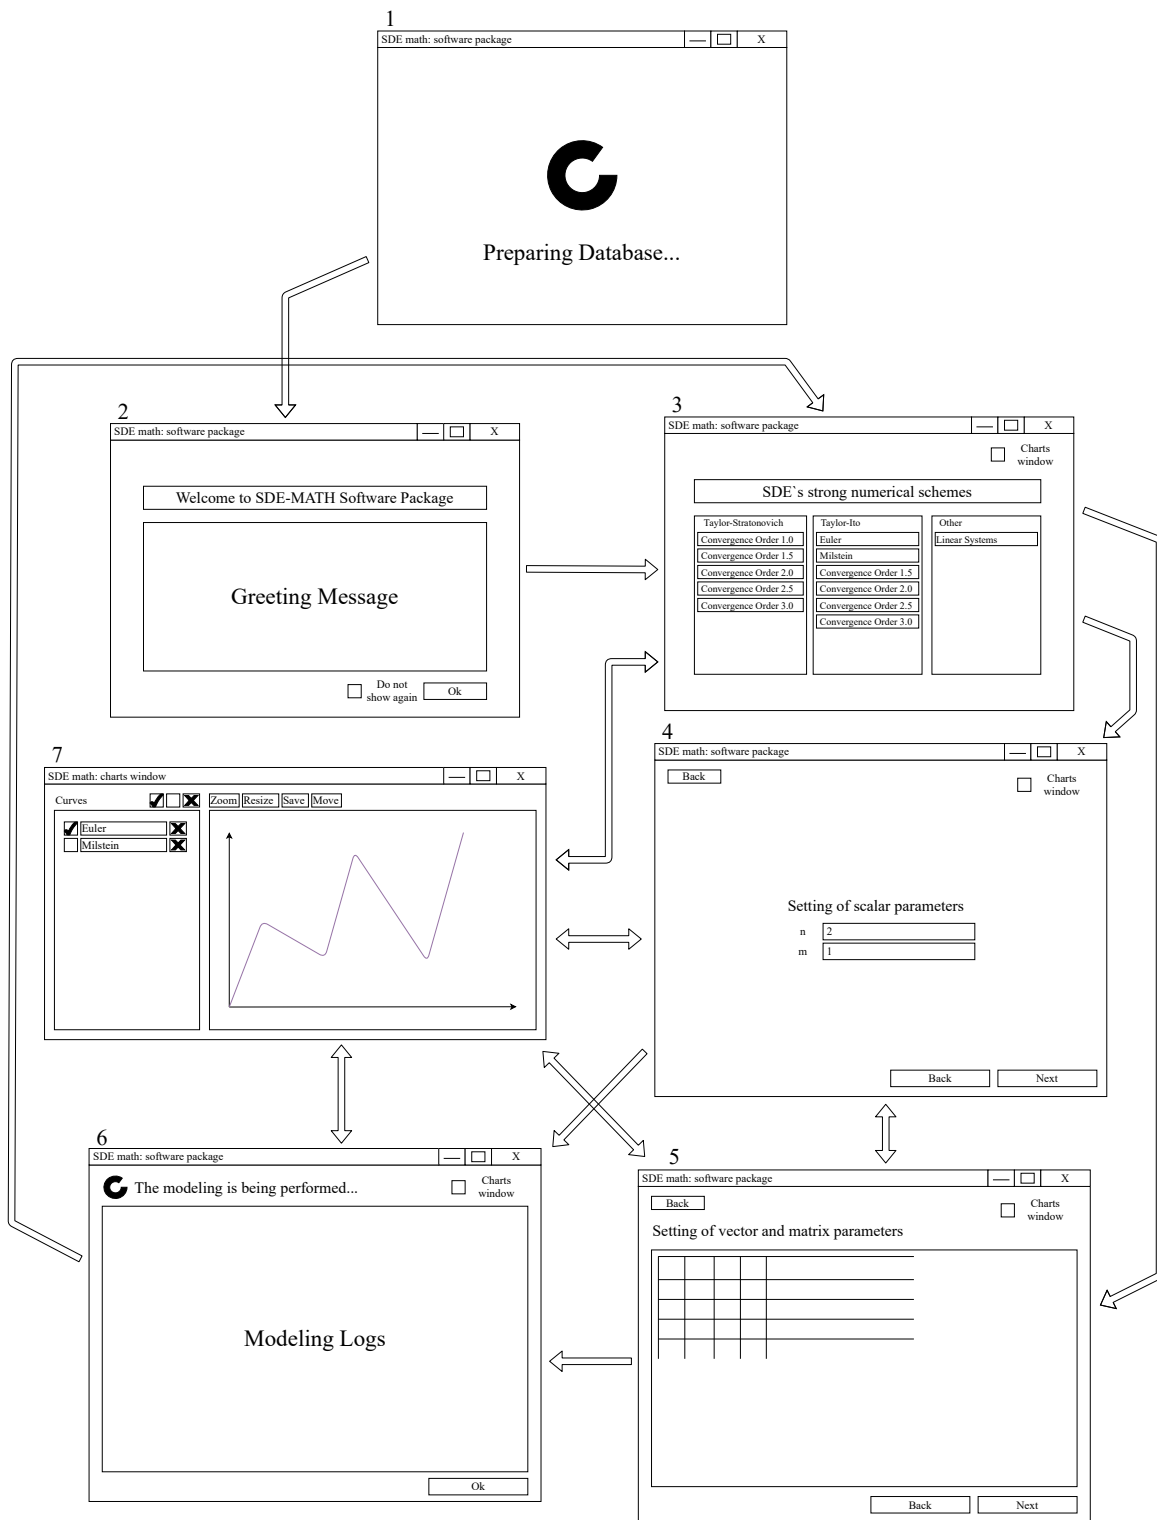 1
SDE math: software package
X
Preparing Database...
2
SDE math: software package
X
Welcome to SDE-MATH Software Package
Greeting Message
Do not
show again
Ok
3
SDE math: software package
X
Charts
window
SDE`s strong numerical schemes
Taylor-Stratonovich
Convergence Order 1.0
Convergence Order 1.5
Convergence Order 2.0
Convergence Order 2.5
Convergence Order 3.0
Taylor-Ito
Euler
Milstein
Convergence Order 1.5
Convergence Order 2.0
Convergence Order 2.5
Convergence Order 3.0
Other
Linear Systems
7
SDE math: charts window
X
Curves
Zoom Resize Save Move
Euler
Milstein
4
SDE math: software package
X
Back
Charts
window
Setting of scalar parameters
n 2
m 1
Back Next
6
SDE math: software package
X
The modeling is being performed...
Charts
window
Modeling Logs
Ok
5
SDE math: software package
X
Back
Charts
window
Setting of vector and matrix parameters
Back Next